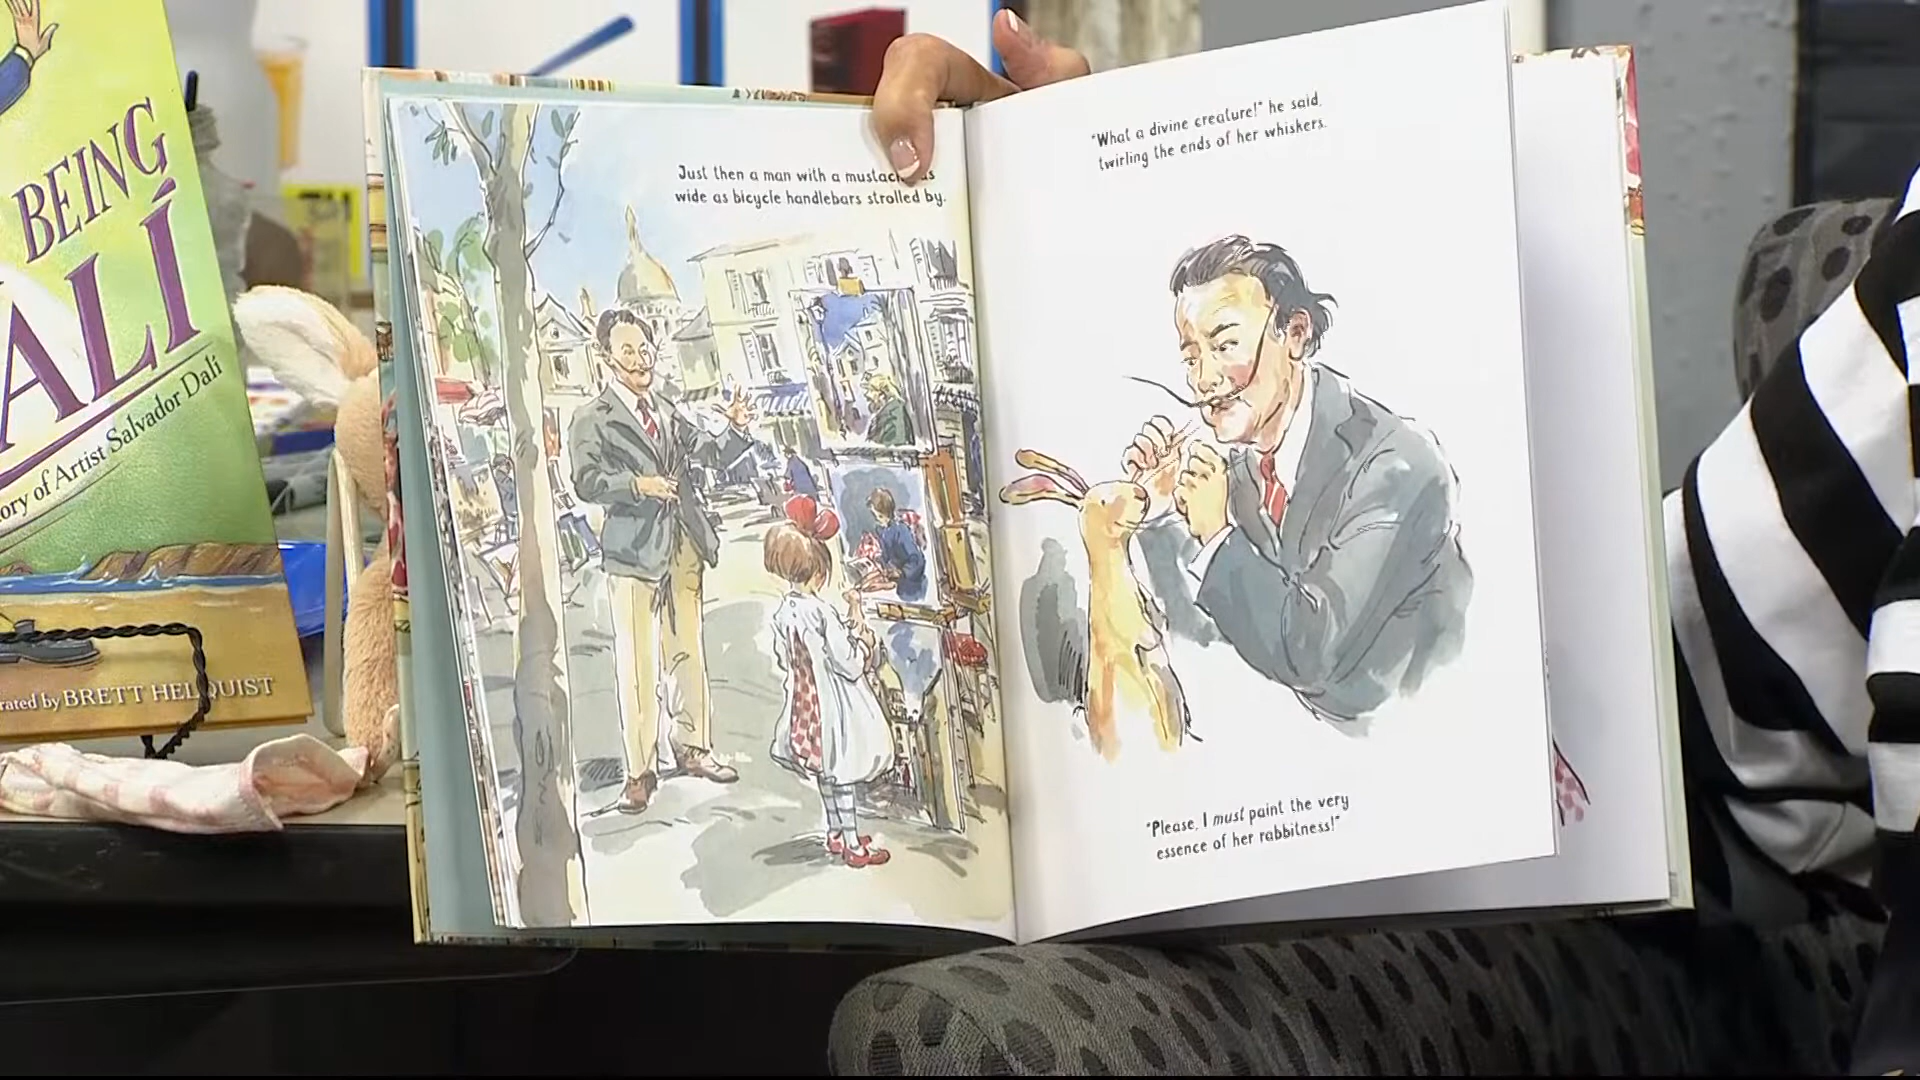 BEING
ALÍ
ory of Artist Salvador Dalí
rated by BRETT HELQUIST
Just then a man with a mustac as
wide as bicycle handlebars strolled by.
"What a divine creature!" he said,
twirling the ends of her whiskers.
"Please, I must paint the very
essence of her rabbitness!"